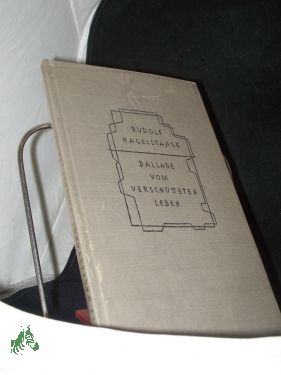 RUDOLF
HAGELSTANGE
BALLADE
VOM
VERSCHÜTTETEN
LEBEN